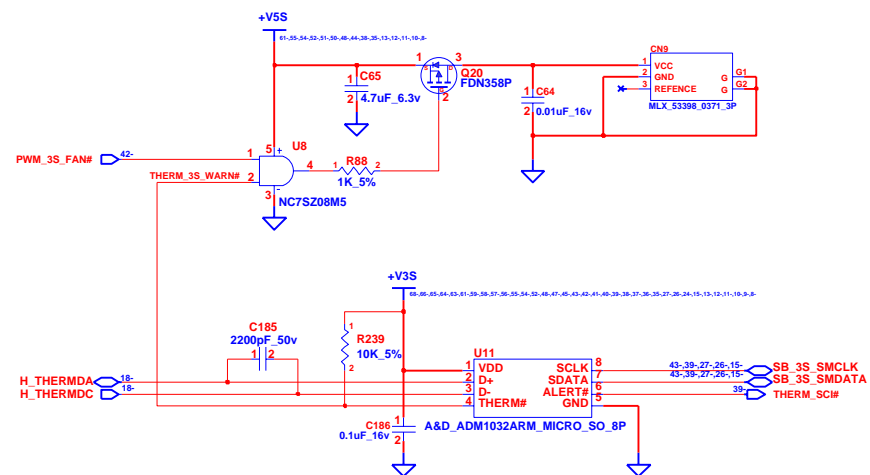 +V5S
61-,55-,54-,52-,51-,50-,48-,44-,38-,35-,13-,12-,11-,10-,8-
1
3
Q20
FDN358P
2
C65
1
2
4.7uF_6.3v
C64
1
2
0.01uF_16v
CN9
1 VCC
2 GND
3 REFENCE
G G1
G G2
MLX_53398_0371_3P
PWM_3S_FAN# 42-
THERM_3S_WARN#
U8
5 +
1
2
4
3 -
NC7SZ08M5
R88
1 2
1K_5%
+V3S
68-,66-,65-,64-,63-,61-,59-,58-,57-,56-,55-,54-,52-,48-,47-,45-,43-,42-,41-,40-,39-,38-,37-,36-,35-,27-,26-,24-,15-,13-,12-,11-,10-,9-,8-
C185
2200pF_50v
1 2
1
R239
10K_5%
2
U11
1 VDD
2 D+
3 D-
4 THERM#
SCLK 8
SDATA 7
ALERT# 6
GND 5
A&D_ADM1032ARM_MICRO_SO_8P
H_THERMDA 18-
H_THERMDC 18-
1
C186
0.1uF_16v
2
43-,39-,27-,26-,15- SB_3S_SMCLK
43-,39-,27-,26-,15- SB_3S_SMDATA
39- THERM_SCI#